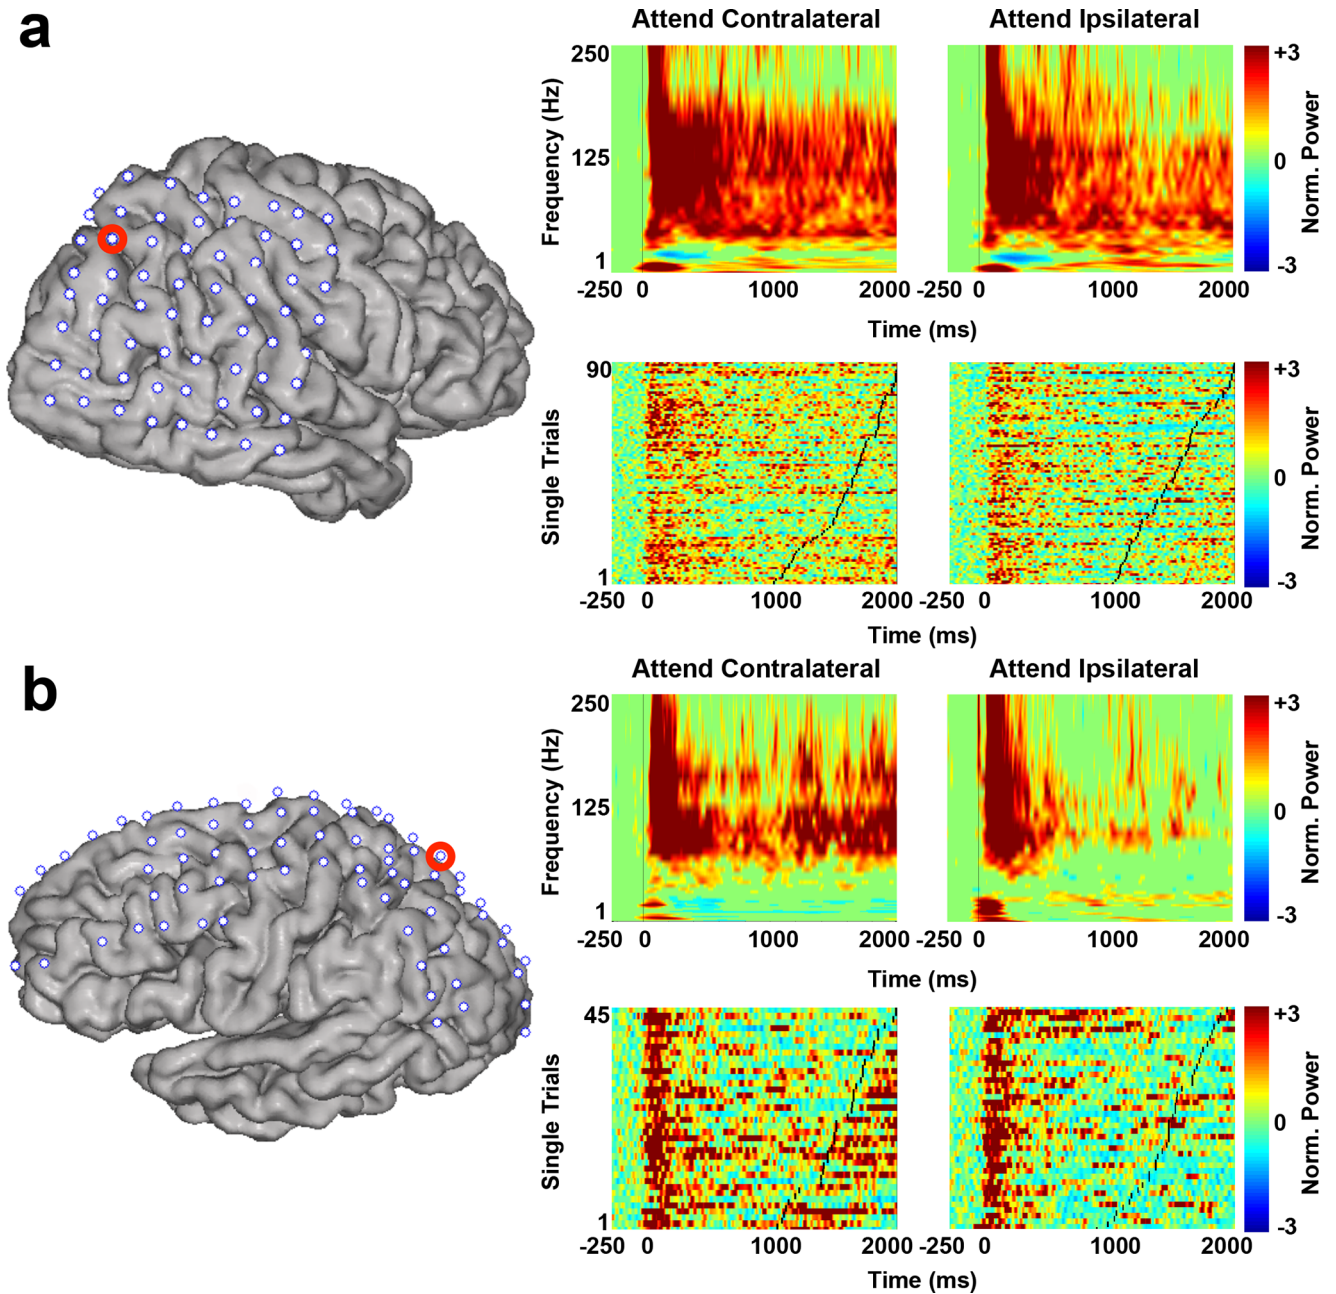 a
Attend Contralateral Attend Ipsilateral
Frequency (Hz)
250
125
1
-250 0 1000 2000 -250 0 1000 2000
Time (ms)
+3
0
-3
Norm. Power
Single Trials
90
1
-250 0 1000 2000 -250 0 1000 2000
Time (ms)
+3
0
-3
Norm. Power
b
Attend Contralateral Attend Ipsilateral
Frequency (Hz)
250
125
1
-250 0 1000 2000 -250 0 1000 2000
Time (ms)
+3
0
-3
Norm. Power
Single Trials
45
1
-250 0 1000 2000 -250 0 1000 2000
Time (ms)
+3
0
-3
Norm. Power